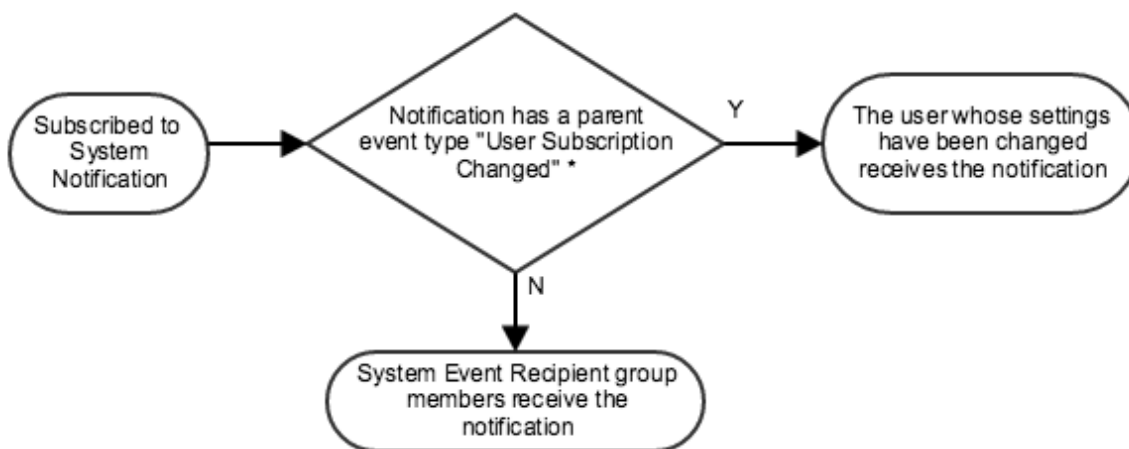 Subscribed to
System
Notification
Notification has a parent
event type "User Subscription
Changed" *
Y
The user whose settings
have been changed
receives the notification
N
System Event Recipient group
members receive the
notification